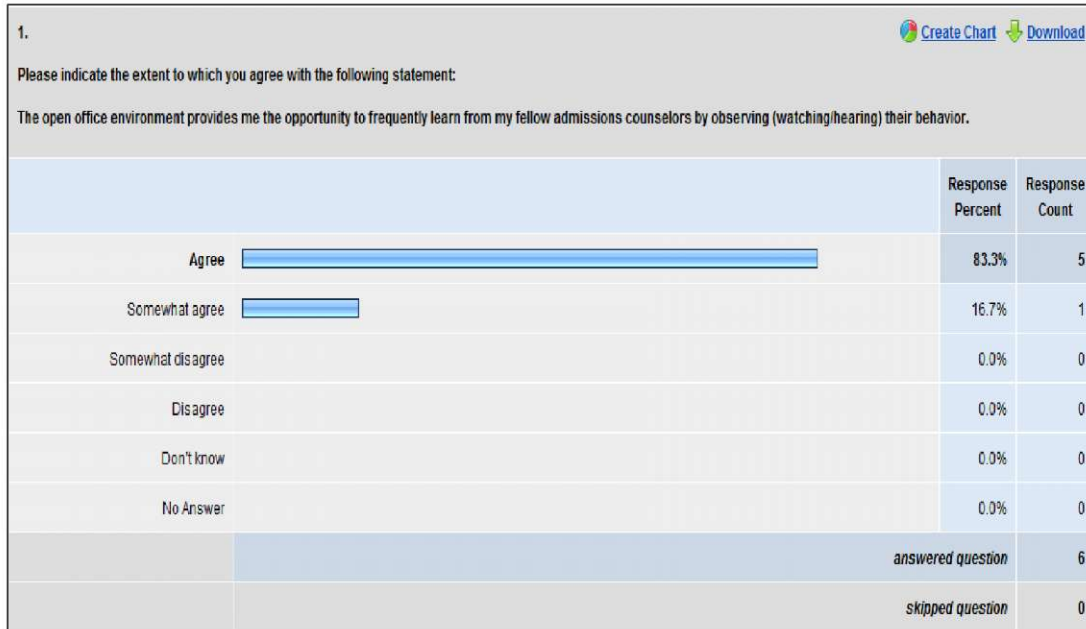 1.
Create Chart Download
Please indicate the extent to which you agree with the following statement:
The open office environment provides me the opportunity to frequently learn from my fellow admissions counselors by observing (watching/hearing) their behavior.
Response Percent Response Count
Agree 83.3% 5
Somewhat agree 16.7% 1
Somewhat disagree 0.0% 0
Disagree 0.0% 0
Don't know 0.0% 0
No Answer 0.0% 0
answered question 6
skipped question 0